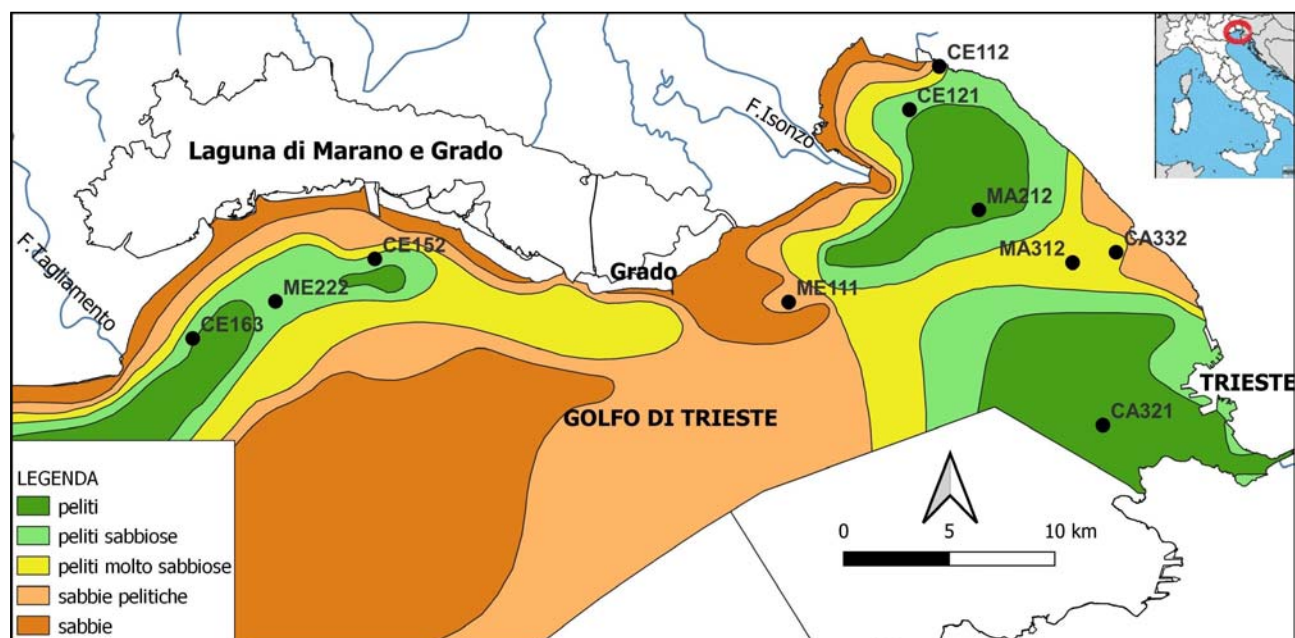 CE112
CE121
F.Isonzo
Laguna di Marano e Grado
MA212
F.Tagliamento
CE152
MA312
CA332
Grado
ME222
ME111
CE163
TRIESTE
GOLFO DI TRIESTE
CA321
LEGENDA
peliti
peliti sabbiose
peliti molto sabbiose
sabbie pelitiche
sabbie
0 5 10 km